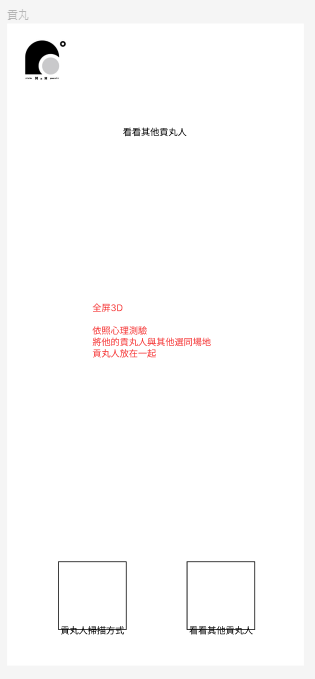 貢丸
看看其他貢丸人
全屏3D
依照心理測驗
將他的貢丸人與其他選同場地
貢丸人放在一起
貢丸人掃描方式
看看其他貢丸人